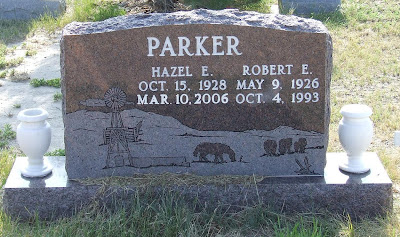 PARKER
HAZEL E. ROBERT E.
OCT. 15, 1928 MAY 9, 1926
MAR. 10, 2006 OCT. 4, 1993